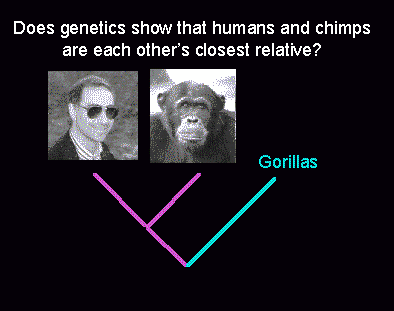 Does genetics show that humans and chimps
are each other's closest relative?
Gorillas